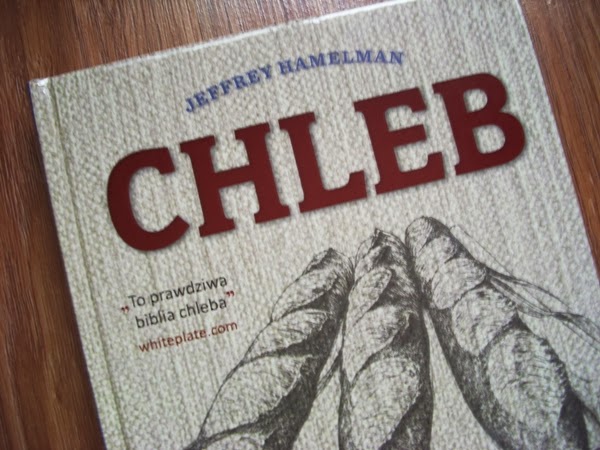 JEFFREY HAMELMAN
CHLEB
„To prawdziwa
biblia chleba”
whiteplate.com